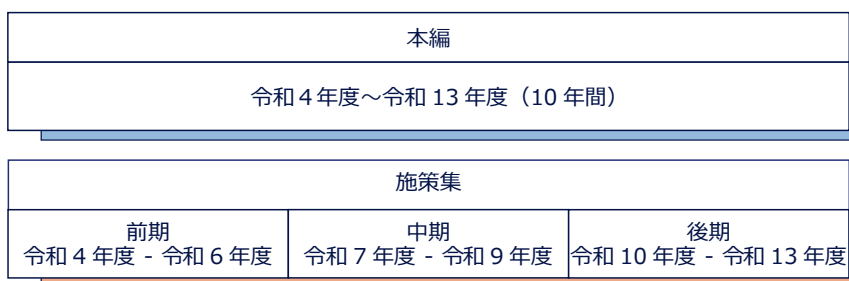 本編
令和４年度～令和 13 年度（10 年間）
施策集
前期
令和 4 年度 - 令和 6 年度
中期
令和 7 年度 - 令和 9 年度
後期
令和 10 年度 - 令和 13 年度